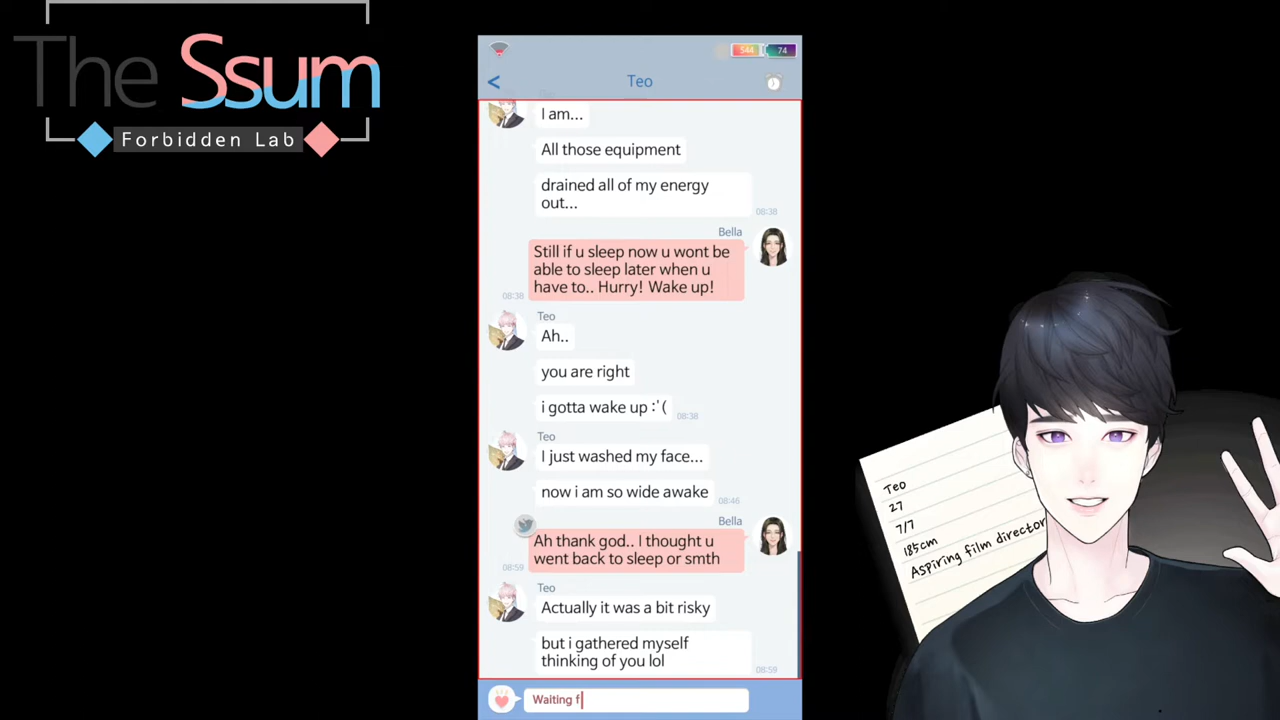 The Ssum
Forbidden Lab
544
74
<
Teo
I am...
All those equipment
drained all of my energy
out...
08:38
Bella
Still if u sleep now u wont be
able to sleep later when u
have to.. Hurry! Wake up!
08:38
Teo
Ah..
you are right
i gotta wake up :'(
08:38
Teo
I just washed my face...
now i am so wide awake
08:46
Bella
Ah thank god.. I thought u
went back to sleep or smth
08:59
Teo
Actually it was a bit risky
but i gathered myself
thinking of you lol
08:59
Waiting f
Teo
27
7/7
185cm
Aspiring film director